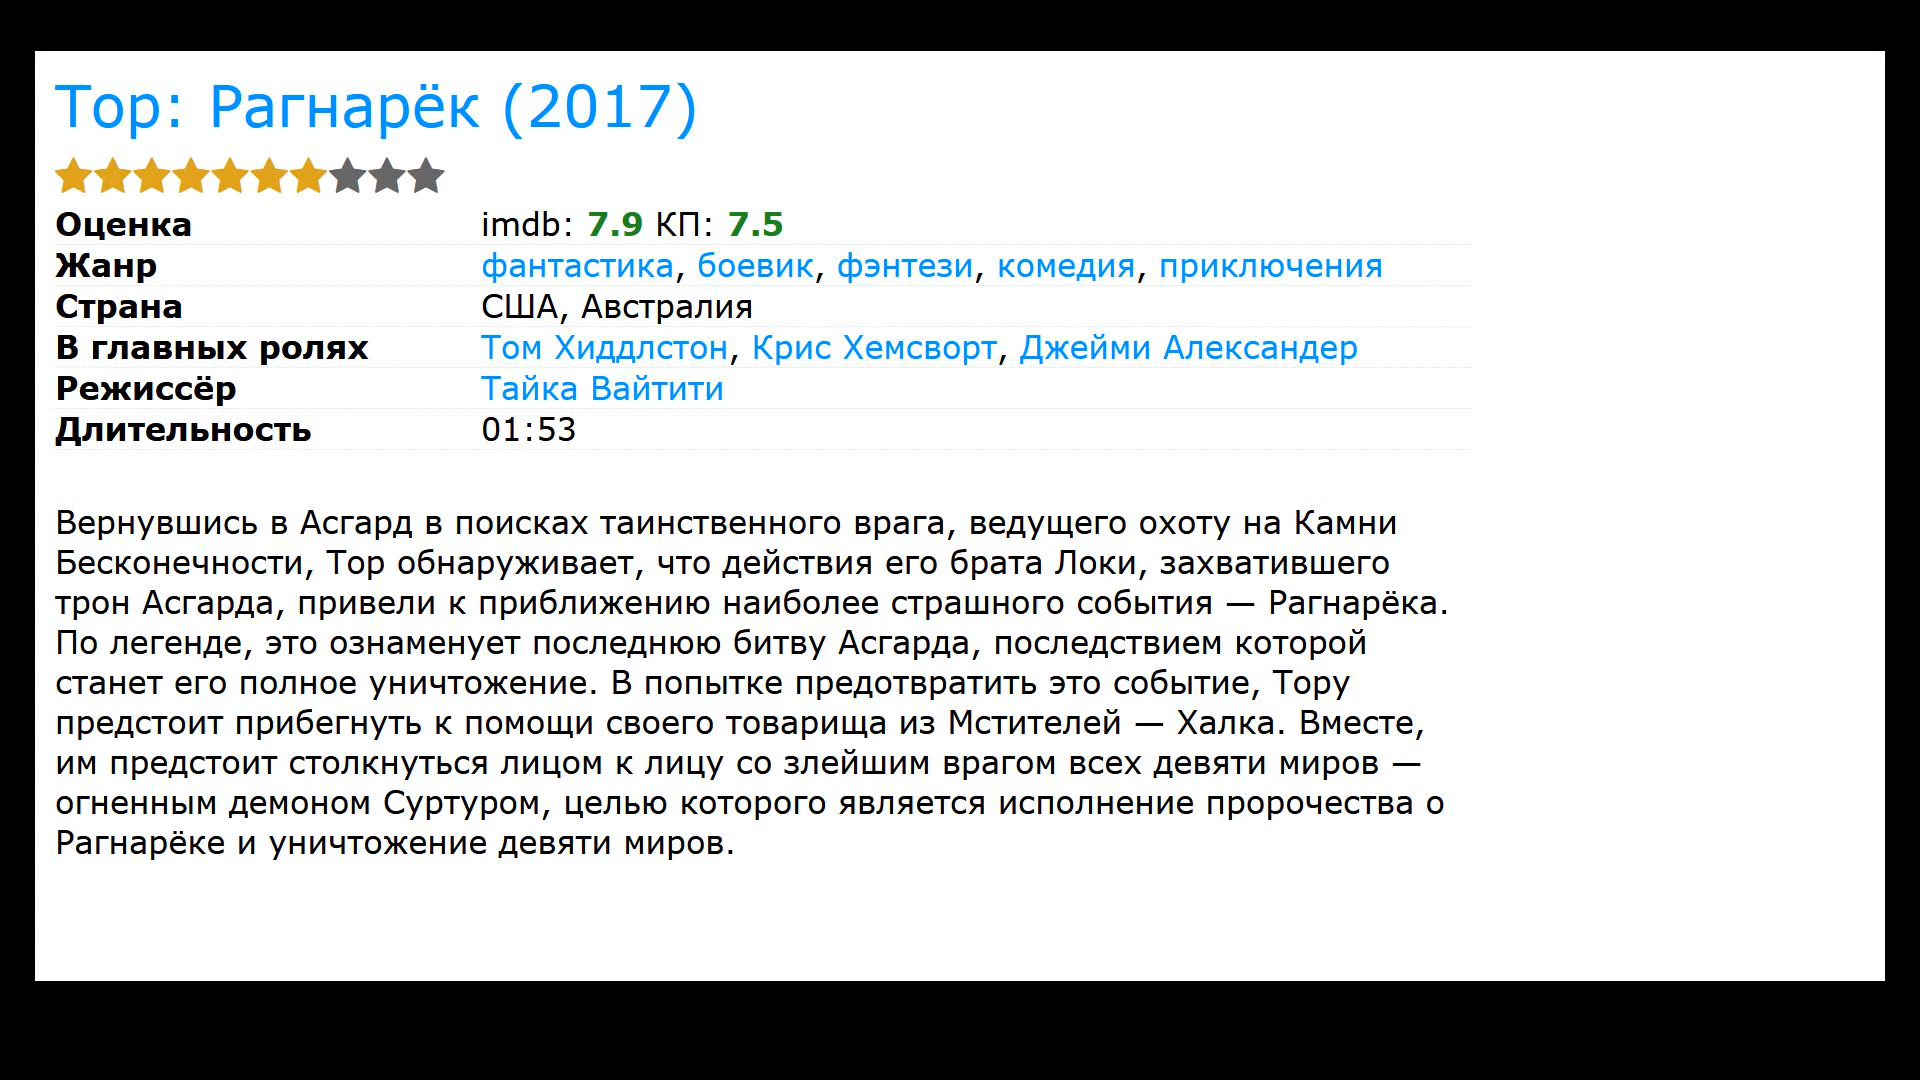 Тор: Рагнарёк (2017)
Оценка imdb: 7.9 КП: 7.5
Жанр фантастика, боевик, фэнтези, комедия, приключения
Страна США, Австралия
В главных ролях Том Хиддлстон, Крис Хемсворт, Джейми Александер
Режиссёр Тайка Вайтити
Длительность 01:53
Вернувшись в Асгард в поисках таинственного врага, ведущего охоту на Камни
Бесконечности, Тор обнаруживает, что действия его брата Локи, захватившего
трон Асгарда, привели к приближению наиболее страшного события — Рагнарёка.
По легенде, это ознаменует последнюю битву Асгарда, последствием которой
станет его полное уничтожение. В попытке предотвратить это событие, Тору
предстоит прибегнуть к помощи своего товарища из Мстителей — Халка. Вместе,
им предстоит столкнуться лицом к лицу со злейшим врагом всех девяти миров —
огненным демоном Суртуром, целью которого является исполнение пророчества о
Рагнарёке и уничтожение девяти миров.